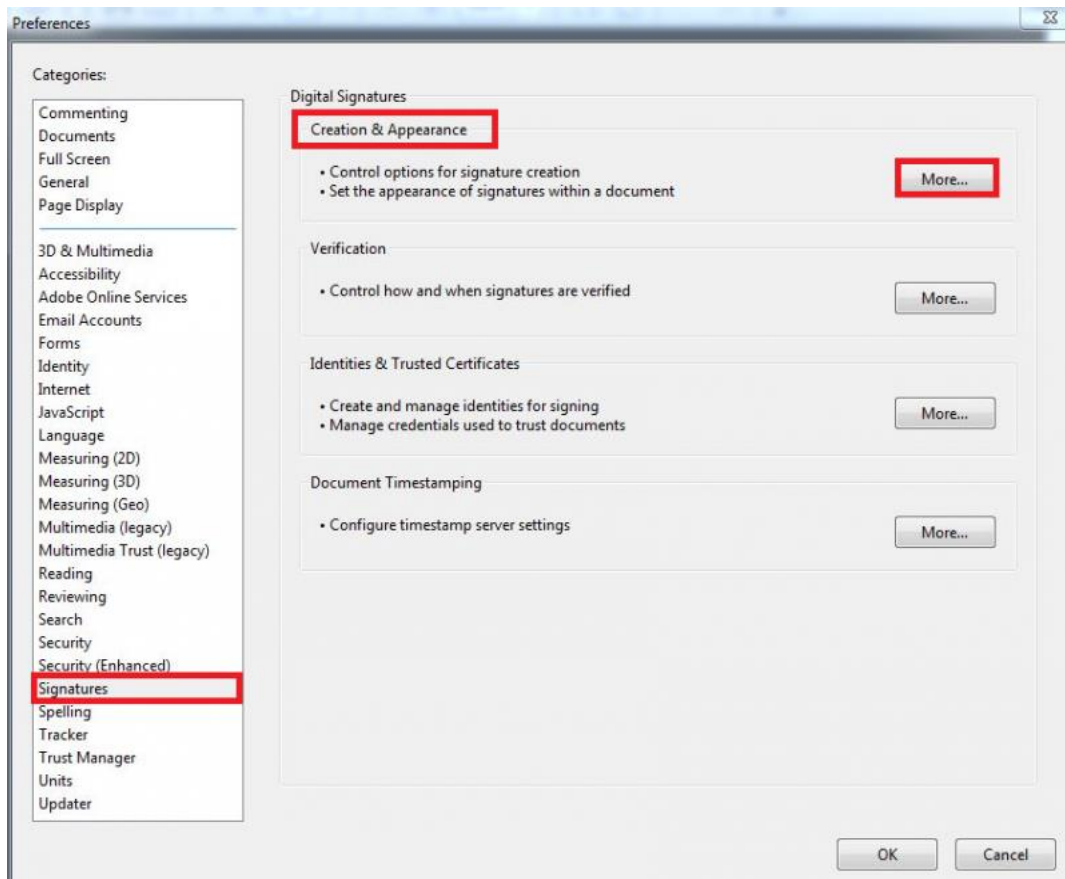 Preferences
Categories:
Commenting
Documents
Full Screen
General
Page Display
3D & Multimedia
Accessibility
Adobe Online Services
Email Accounts
Forms
Identity
Internet
JavaScript
Language
Measuring (2D)
Measuring (3D)
Measuring (Geo)
Multimedia (legacy)
Multimedia Trust (legacy)
Reading
Reviewing
Search
Security
Security (Enhanced)
Signatures
Spelling
Tracker
Trust Manager
Units
Updater
Digital Signatures
Creation & Appearance
• Control options for signature creation
• Set the appearance of signatures within a document
More...
Verification
• Control how and when signatures are verified
More...
Identities & Trusted Certificates
• Create and manage identities for signing
• Manage credentials used to trust documents
More...
Document Timestamping
• Configure timestamp server settings
More...
OK
Cancel